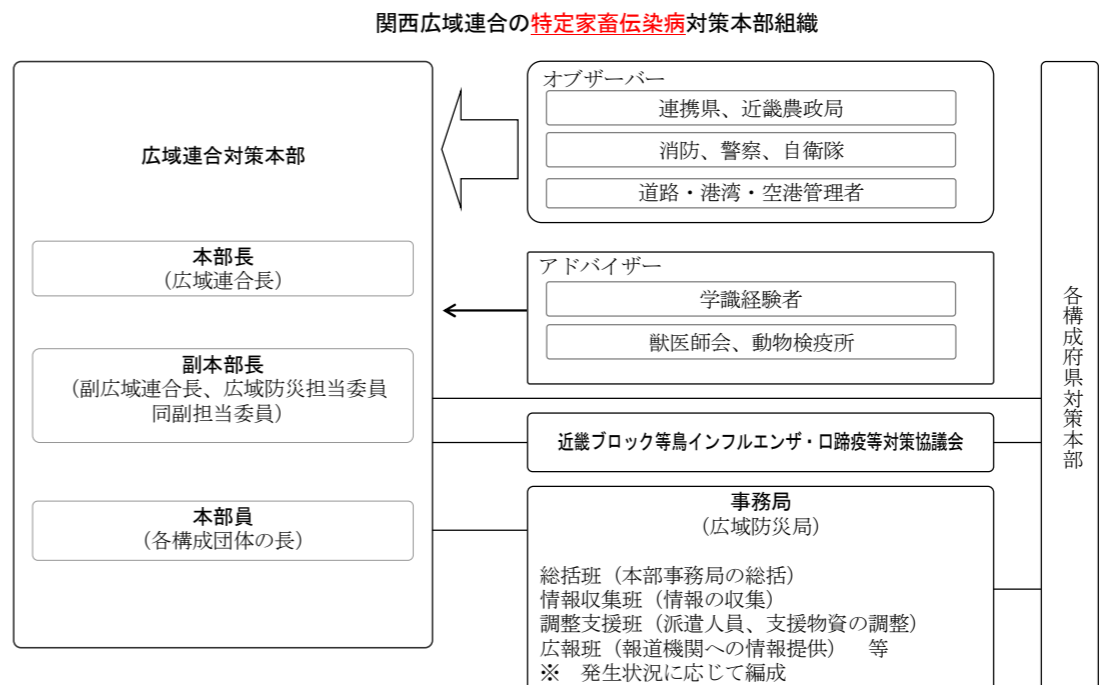 関西広域連合の特定家畜伝染病対策本部組織
広域連合対策本部
本部長
（広域連合長）
副本部長
（副広域連合長、広域防災担当委員
同副担当委員）
本部員
（各構成団体の長）
オブザーバー
連携県、近畿農政局
消防、警察、自衛隊
道路・港湾・空港管理者
アドバイザー
学識経験者
獣医師会、動物検疫所
近畿ブロック等鳥インフルエンザ・口蹄疫等対策協議会
事務局
（広域防災局）
総括班（本部事務局の総括）
情報収集班（情報の収集）
調整支援班（派遣人員、支援物資の調整）
広報班（報道機関への情報提供）　等
※　発生状況に応じて編成
各構成府県対策本部